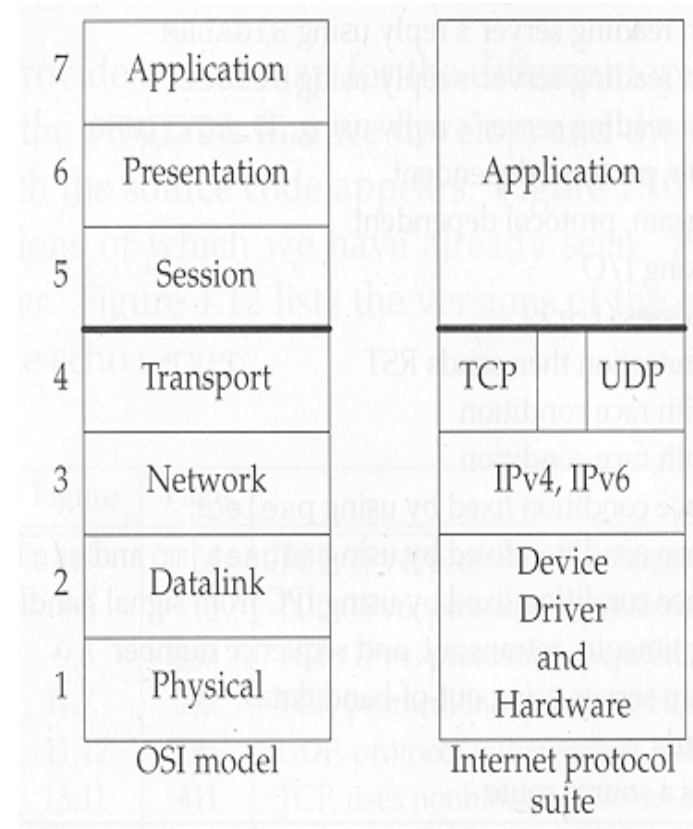 7 Application
6 Presentation
5 Session
4 Transport
3 Network
2 Datalink
1 Physical
OSI model
Application
TCP UDP
IPv4, IPv6
Device
Driver
and
Hardware
Internet protocol
suite